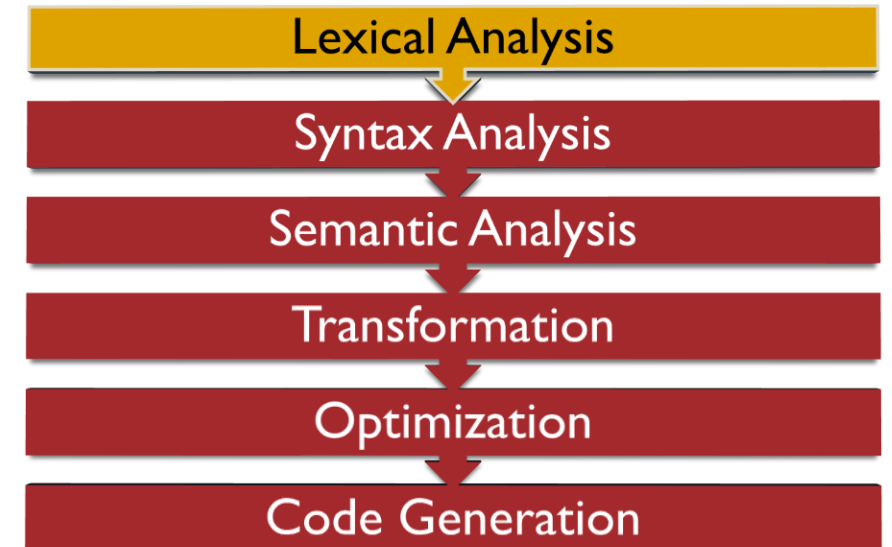 Lexical Analysis
Syntax Analysis
Semantic Analysis
Transformation
Optimization
Code Generation